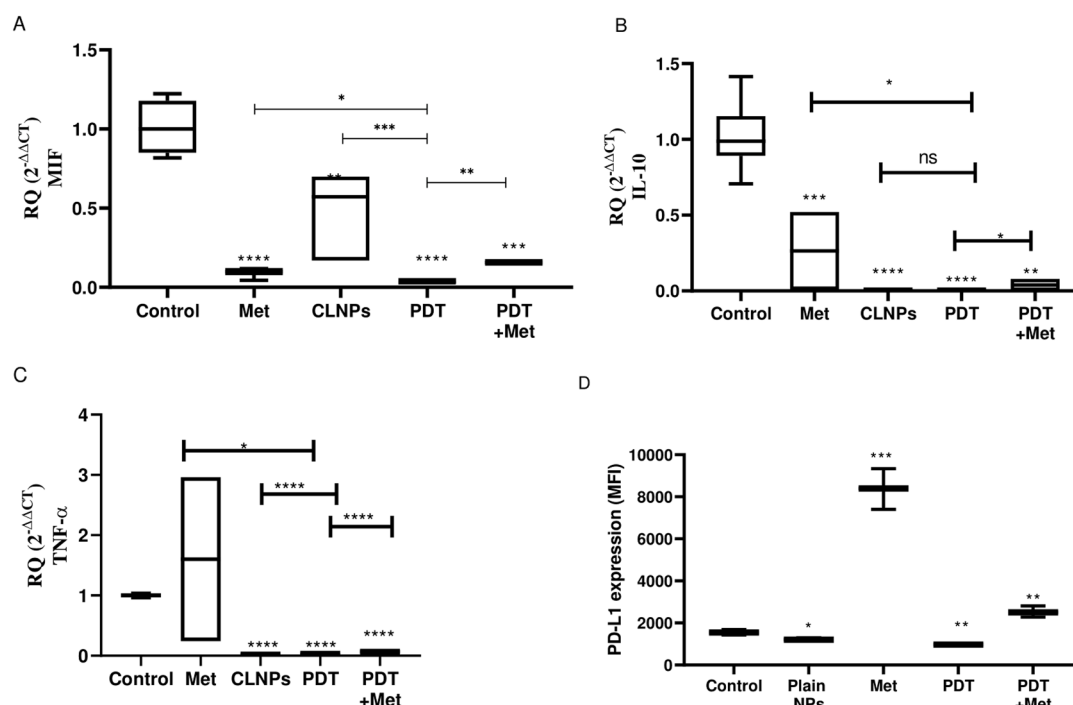 A
RQ (2^-ΔΔCT)
MIF
1.5
1.0
0.5
0.0
*
***
**
**
****
****
***
Control Met CLNPs PDT PDT
+Met
B
RQ (2^-ΔΔCT)
IL-10
1.5
1.0
0.5
0.0
*
ns
*
***
****
****
**
Control Met CLNPs PDT PDT
+Met
C
RQ (2^-ΔΔCT)
TNF-α
4
3
2
1
0
*
****
****
****
****
****
Control Met CLNPs PDT PDT
+Met
D
PD-L1 expression (MFI)
10000
8000
6000
4000
2000
0
***
*
**
**
Control Plain Met PDT PDT
NPs +Met